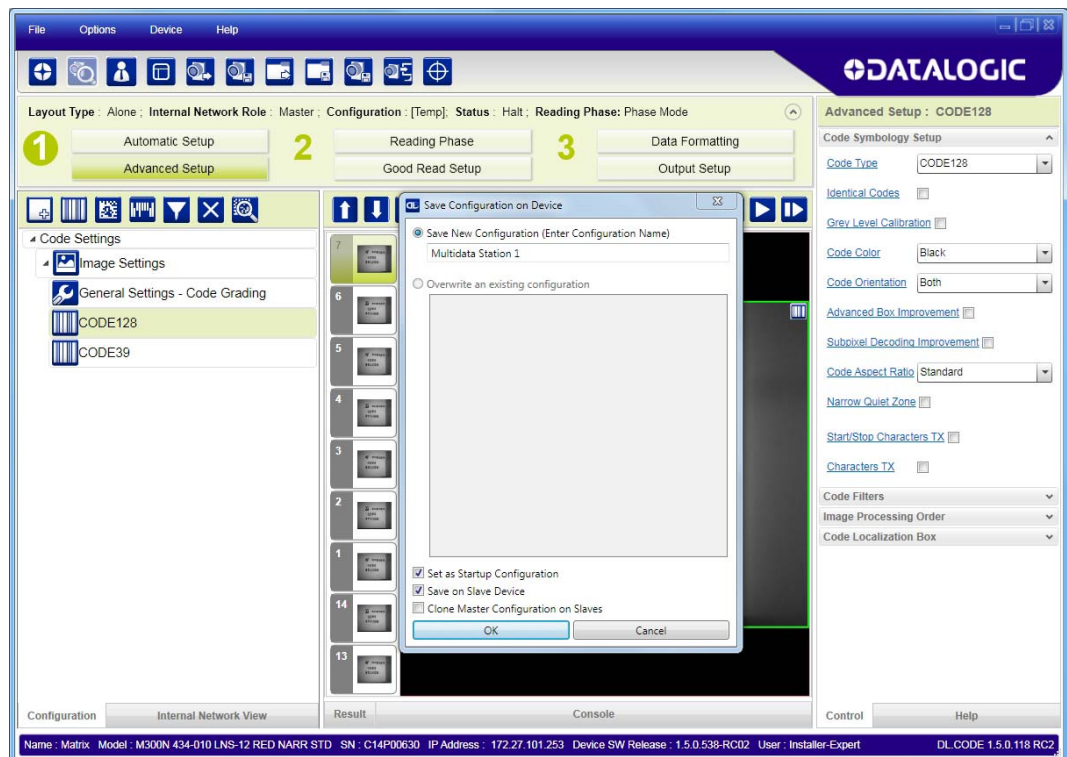 File Options Device Help
DATALOGIC
Layout Type : Alone ; Internal Network Role : Master ; Configuration : [Temp]; Status : Halt ; Reading Phase: Phase Mode
1 Automatic Setup 2 Reading Phase 3 Data Formatting
Advanced Setup Good Read Setup Output Setup
Code Settings
Image Settings
General Settings - Code Grading
CODE128
CODE39
7
6
5
4
3
2
1
14
13
Save Configuration on Device
Save New Configuration (Enter Configuration Name)
Multidata Station 1
Overwrite an existing configuration
Set as Startup Configuration
Save on Slave Device
Clone Master Configuration on Slaves
OK Cancel
Advanced Setup : CODE128
Code Symbology Setup
Code Type CODE128
Identical Codes
Grey Level Calibration
Code Color Black
Code Orientation Both
Advanced Box Improvement
Subpixel Decoding Improvement
Code Aspect Ratio Standard
Narrow Quiet Zone
Start/Stop Characters TX
Characters TX
Code Filters
Image Processing Order
Code Localization Box
Configuration Internal Network View Result Console Control Help
Name : Matrix Model : M300N 434-010 LNS-12 RED NARR STD SN : C14P00630 IP Address : 172.27.101.253 Device SW Release : 1.5.0.538-RC02 User : Installer-Expert DL.CODE 1.5.0.118 RC2